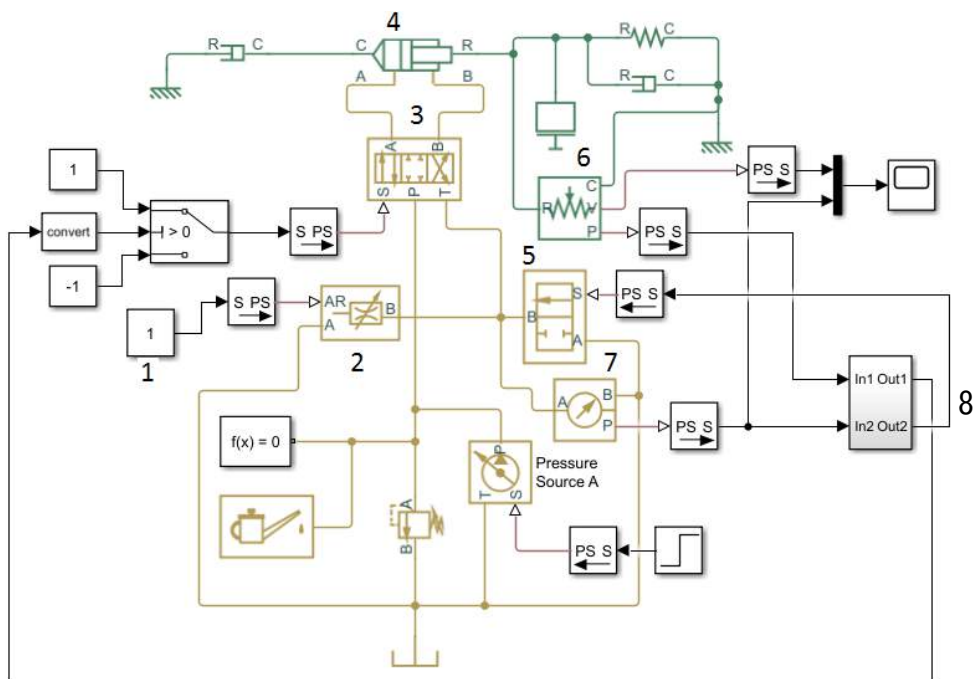 4
R C
C R
R C
A B
R C
3
A B
S P T
6
1
C
R V
P
PS S
convert
> 0
S PS
PS S
-1
5
S
B
A
PS S
S PS
AR
B
A
1
1
2
7
A B
P
PS S
In1 Out1
In2 Out2
8
f(x) = 0
P
T S
Pressure
Source A
A
B
PS S